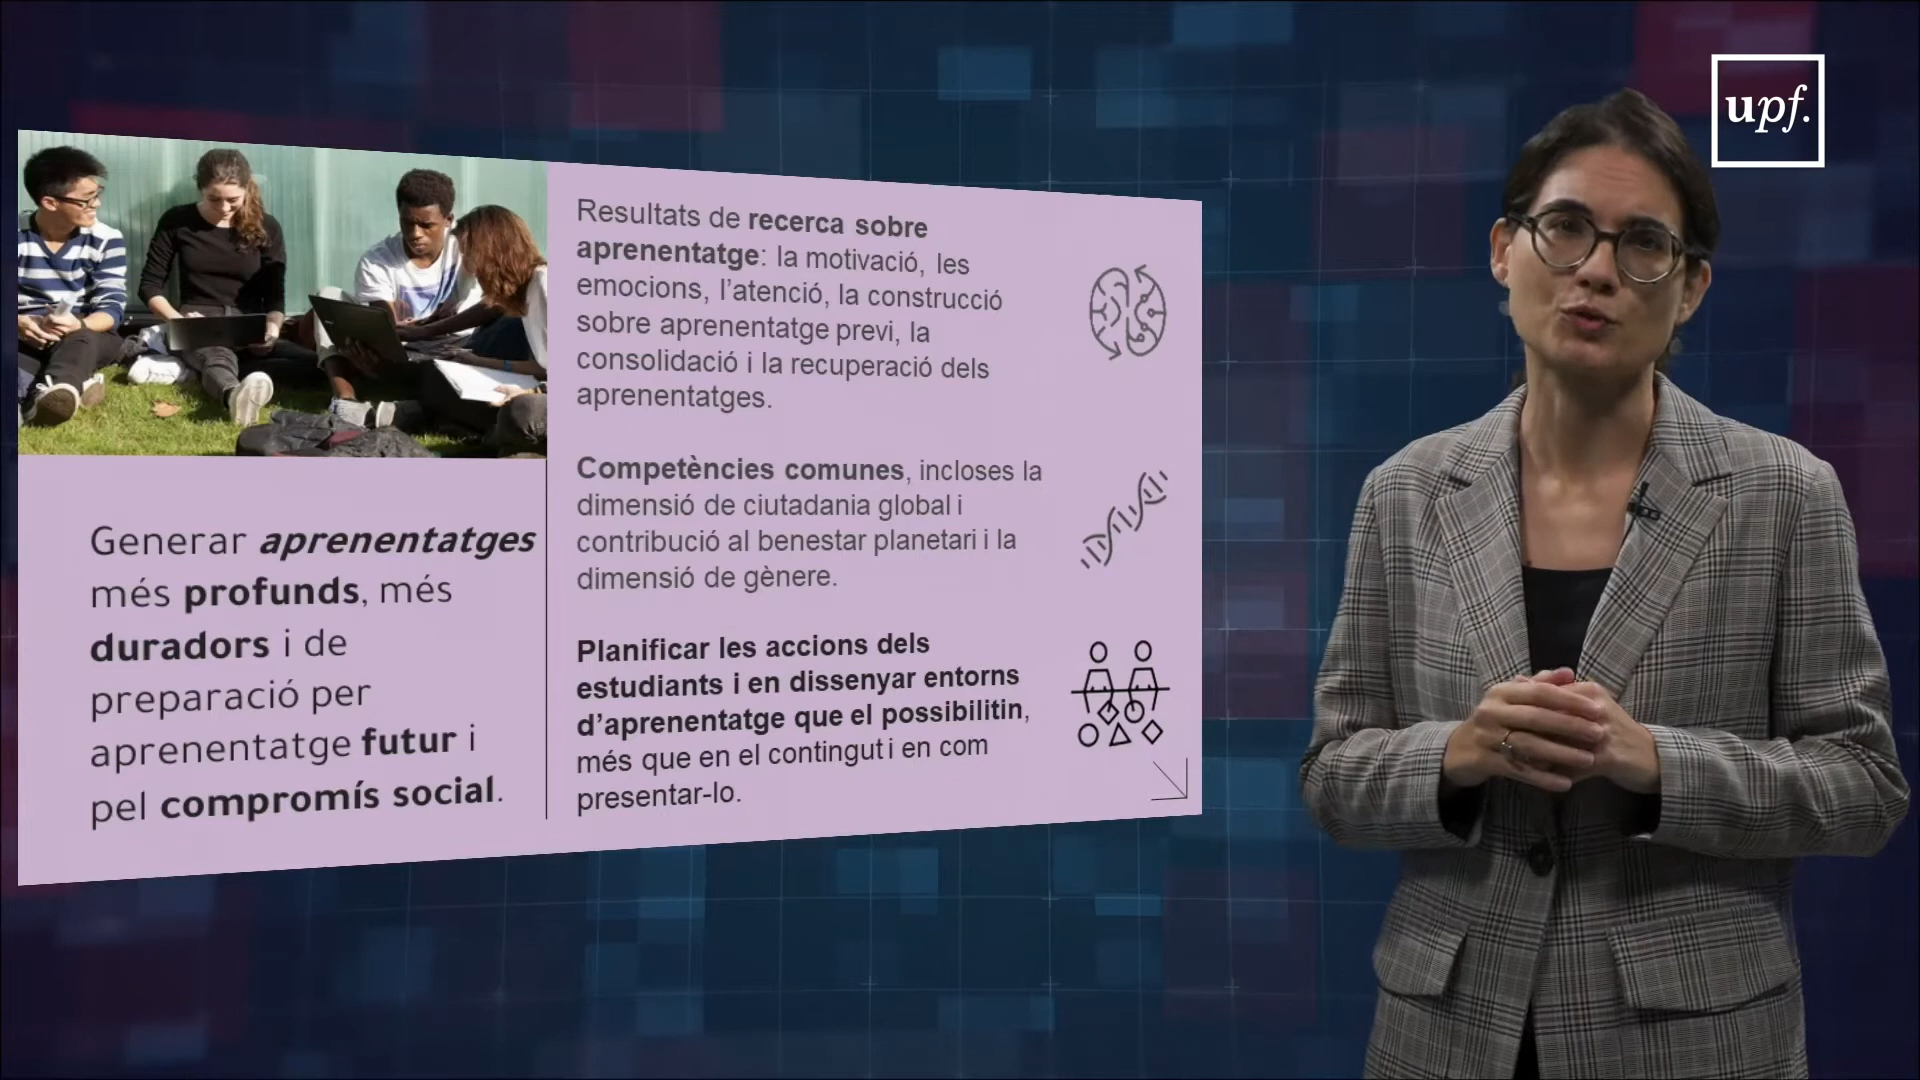 upf.
Generar aprenentatges
més profunds, més
duradors i de
preparació per
aprenentatge futur i
pel compromís social.
Resultats de recerca sobre
aprenentatge: la motivació, les
emocions, l’atenció, la construcció
sobre aprenentatge previ, la
consolidació i la recuperació dels
aprenentatges.
Competències comunes, incloses la
dimensió de ciutadania global i
contribució al benestar planetari i la
dimensió de gènere.
Planificar les accions dels
estudiants i en dissenyar entorns
d’aprenentatge que el possibilitin,
més que en el contingut i en com
presentar-lo.